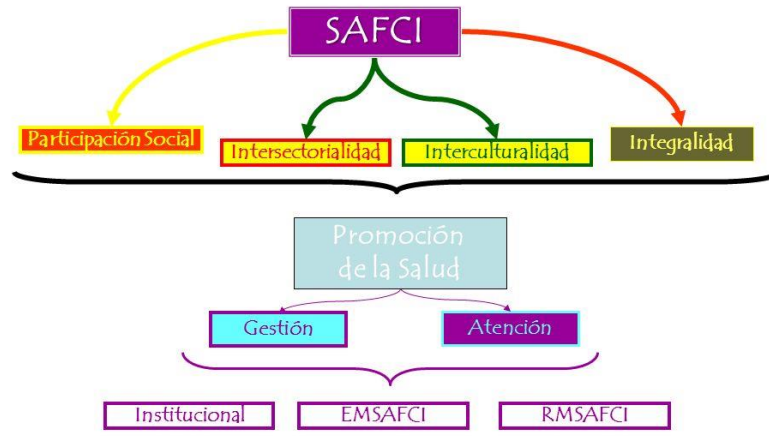 SAFCI
Participación Social
Intersectorialidad
Interculturalidad
Integralidad
Promoción
de la Salud
Gestión
Atención
Institucional
EMSAFCI
RMSAFCI